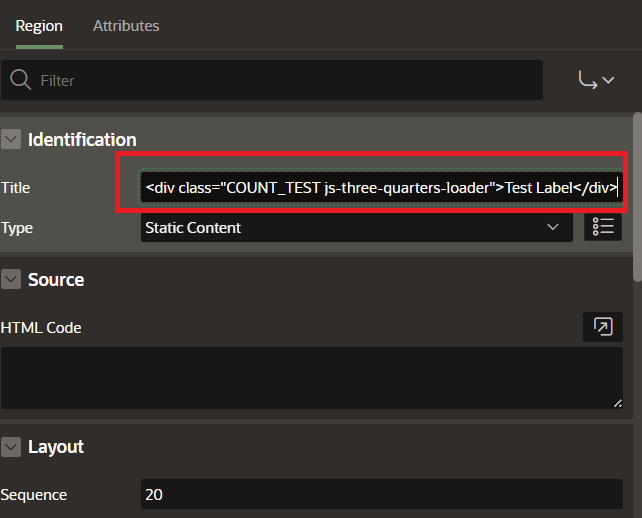 Region Attributes
Filter
Identification
Title <div class="COUNT_TEST js-three-quarters-loader">Test Label</div>
Type Static Content
Source
HTML Code
Layout
Sequence 20